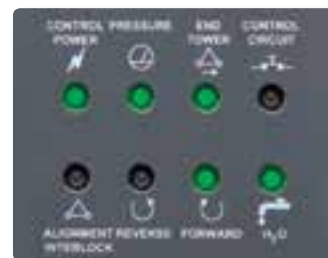 CONTROL POWER
PRESSURE
END TOWER
CONTROL CIRCUIT
ALIGNMENT INTERLOCK
REVERSE
FORWARD
H₂O